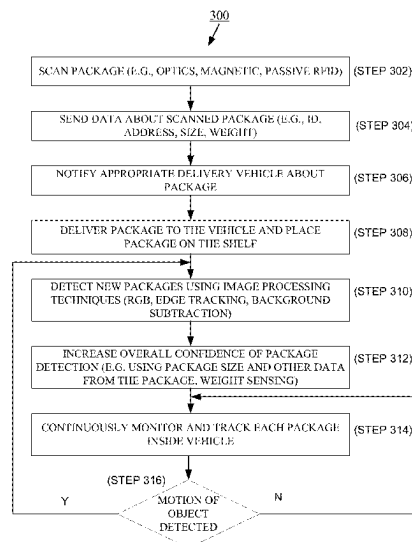 300
SCAN PACKAGE (E.G., OPTICS, MAGNETIC, PASSIVE RFID)
(STEP 302)
SEND DATA ABOUT SCANNED PACKAGE (E.G., ID,
ADDRESS, SIZE, WEIGHT)
(STEP 304)
NOTIFY APPROPRIATE DELIVERY VEHICLE ABOUT
PACKAGE
(STEP 306)
DELIVER PACKAGE TO THE VEHICLE AND PLACE
PACKAGE ON THE SHELF
(STEP 308)
DETECT NEW PACKAGES USING IMAGE PROCESSING
TECHNIQUES (RGB, EDGE TRACKING, BACKGROUND
SUBTRACTION)
(STEP 310)
INCREASE OVERALL CONFIDENCE OF PACKAGE
DETECTION (E.G. USING PACKAGE SIZE AND OTHER DATA
FROM THE PACKAGE, WEIGHT SENSING)
(STEP 312)
CONTINUOUSLY MONITOR AND TRACK EACH PACKAGE
INSIDE VEHICLE
(STEP 314)
(STEP 316)
MOTION OF
OBJECT
DETECTED
Y
N